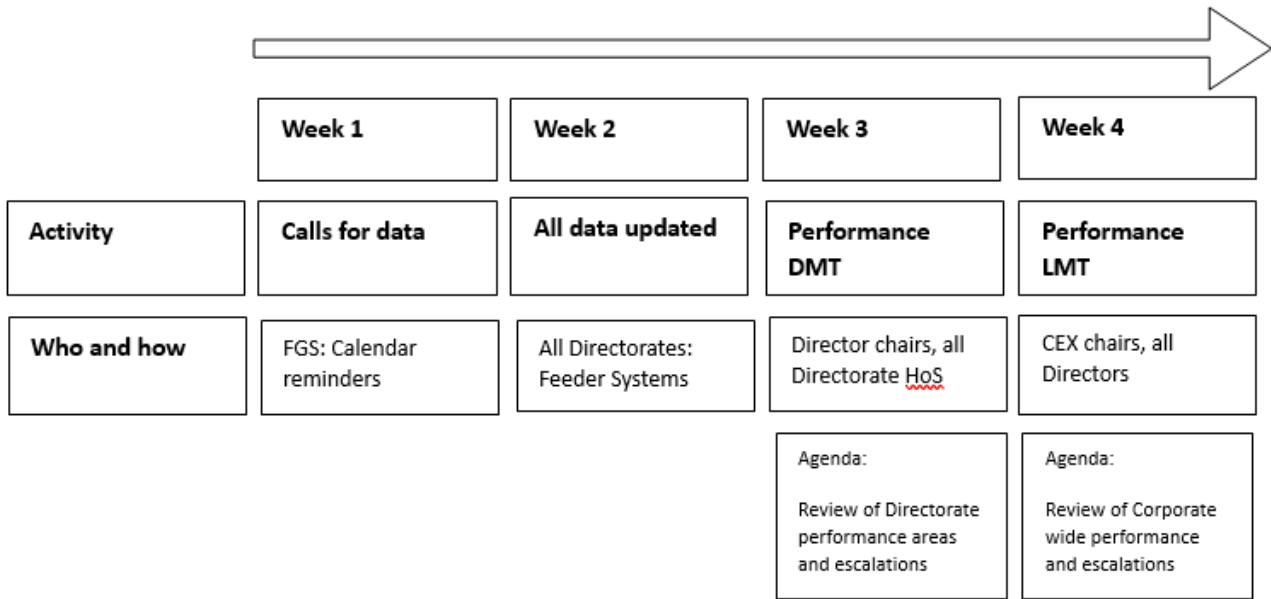 Week 1
Week 2
Week 3
Week 4
Activity
Calls for data
All data updated
Performance
DMT
Performance
LMT
Who and how
FGS: Calendar
reminders
All Directorates:
Feeder Systems
Director chairs, all
Directorate HoS
CEX chairs, all
Directors
Agenda:
Review of Directorate
performance areas
and escalations
Agenda:
Review of Corporate
wide performance
and escalations